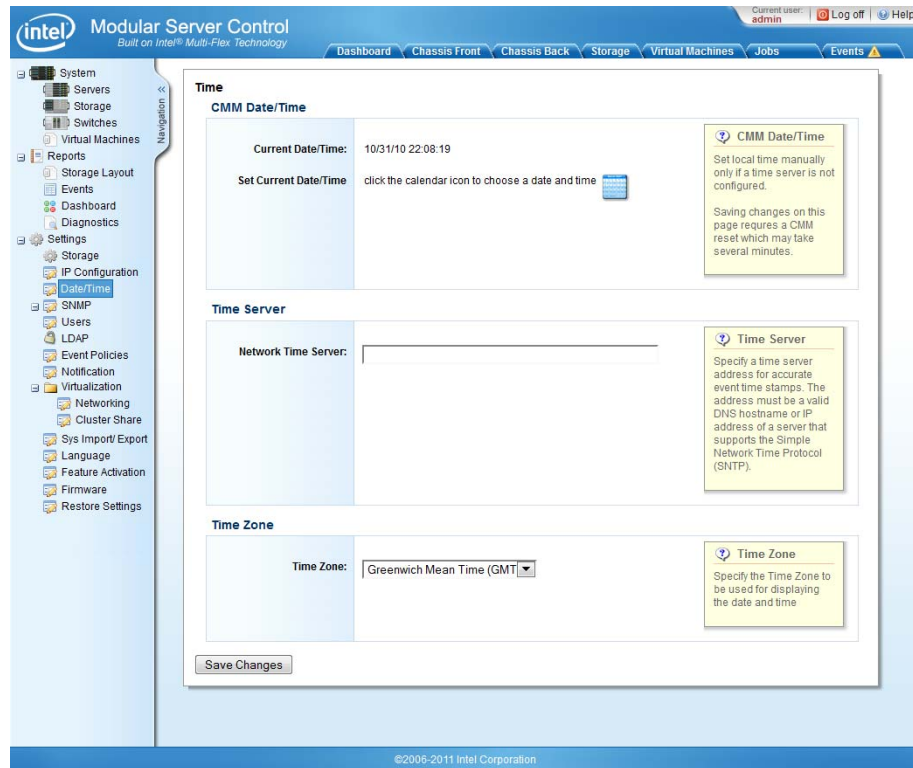 intel
Modular Server Control
Built on Intel® Multi-Flex Technology
Current user:
admin
Log off
Help
Dashboard
Chassis Front
Chassis Back
Storage
Virtual Machines
Jobs
Events
System
Servers
Storage
Switches
Virtual Machines
Reports
Storage Layout
Events
Dashboard
Diagnostics
Settings
Storage
IP Configuration
Date/Time
SNMP
Users
LDAP
Event Policies
Notification
Virtualization
Networking
Cluster Share
Sys Import/ Export
Language
Feature Activation
Firmware
Restore Settings
«
Navigation
Time
CMM Date/Time
Current Date/Time: 10/31/10 22:08:19
Set Current Date/Time click the calendar icon to choose a date and time
CMM Date/Time
Set local time manually
only if a time server is not
configured.
Saving changes on this
page requres a CMM
reset which may take
several minutes.
Time Server
Network Time Server:
Time Server
Specify a time server
address for accurate
event time stamps. The
address must be a valid
DNS hostname or IP
address of a server that
supports the Simple
Network Time Protocol
(SNTP).
Time Zone
Time Zone: Greenwich Mean Time (GMT
Time Zone
Specify the Time Zone to
be used for displaying
the date and time
Save Changes
©2006-2011 Intel Corporation